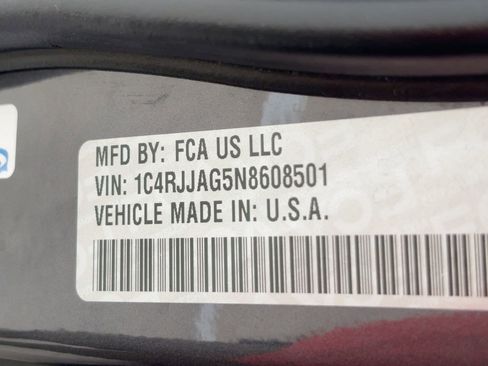 MFD BY: FCA US LLC
VIN: 1C4RJJAG5N8608501
VEHICLE MADE IN: U.S.A.